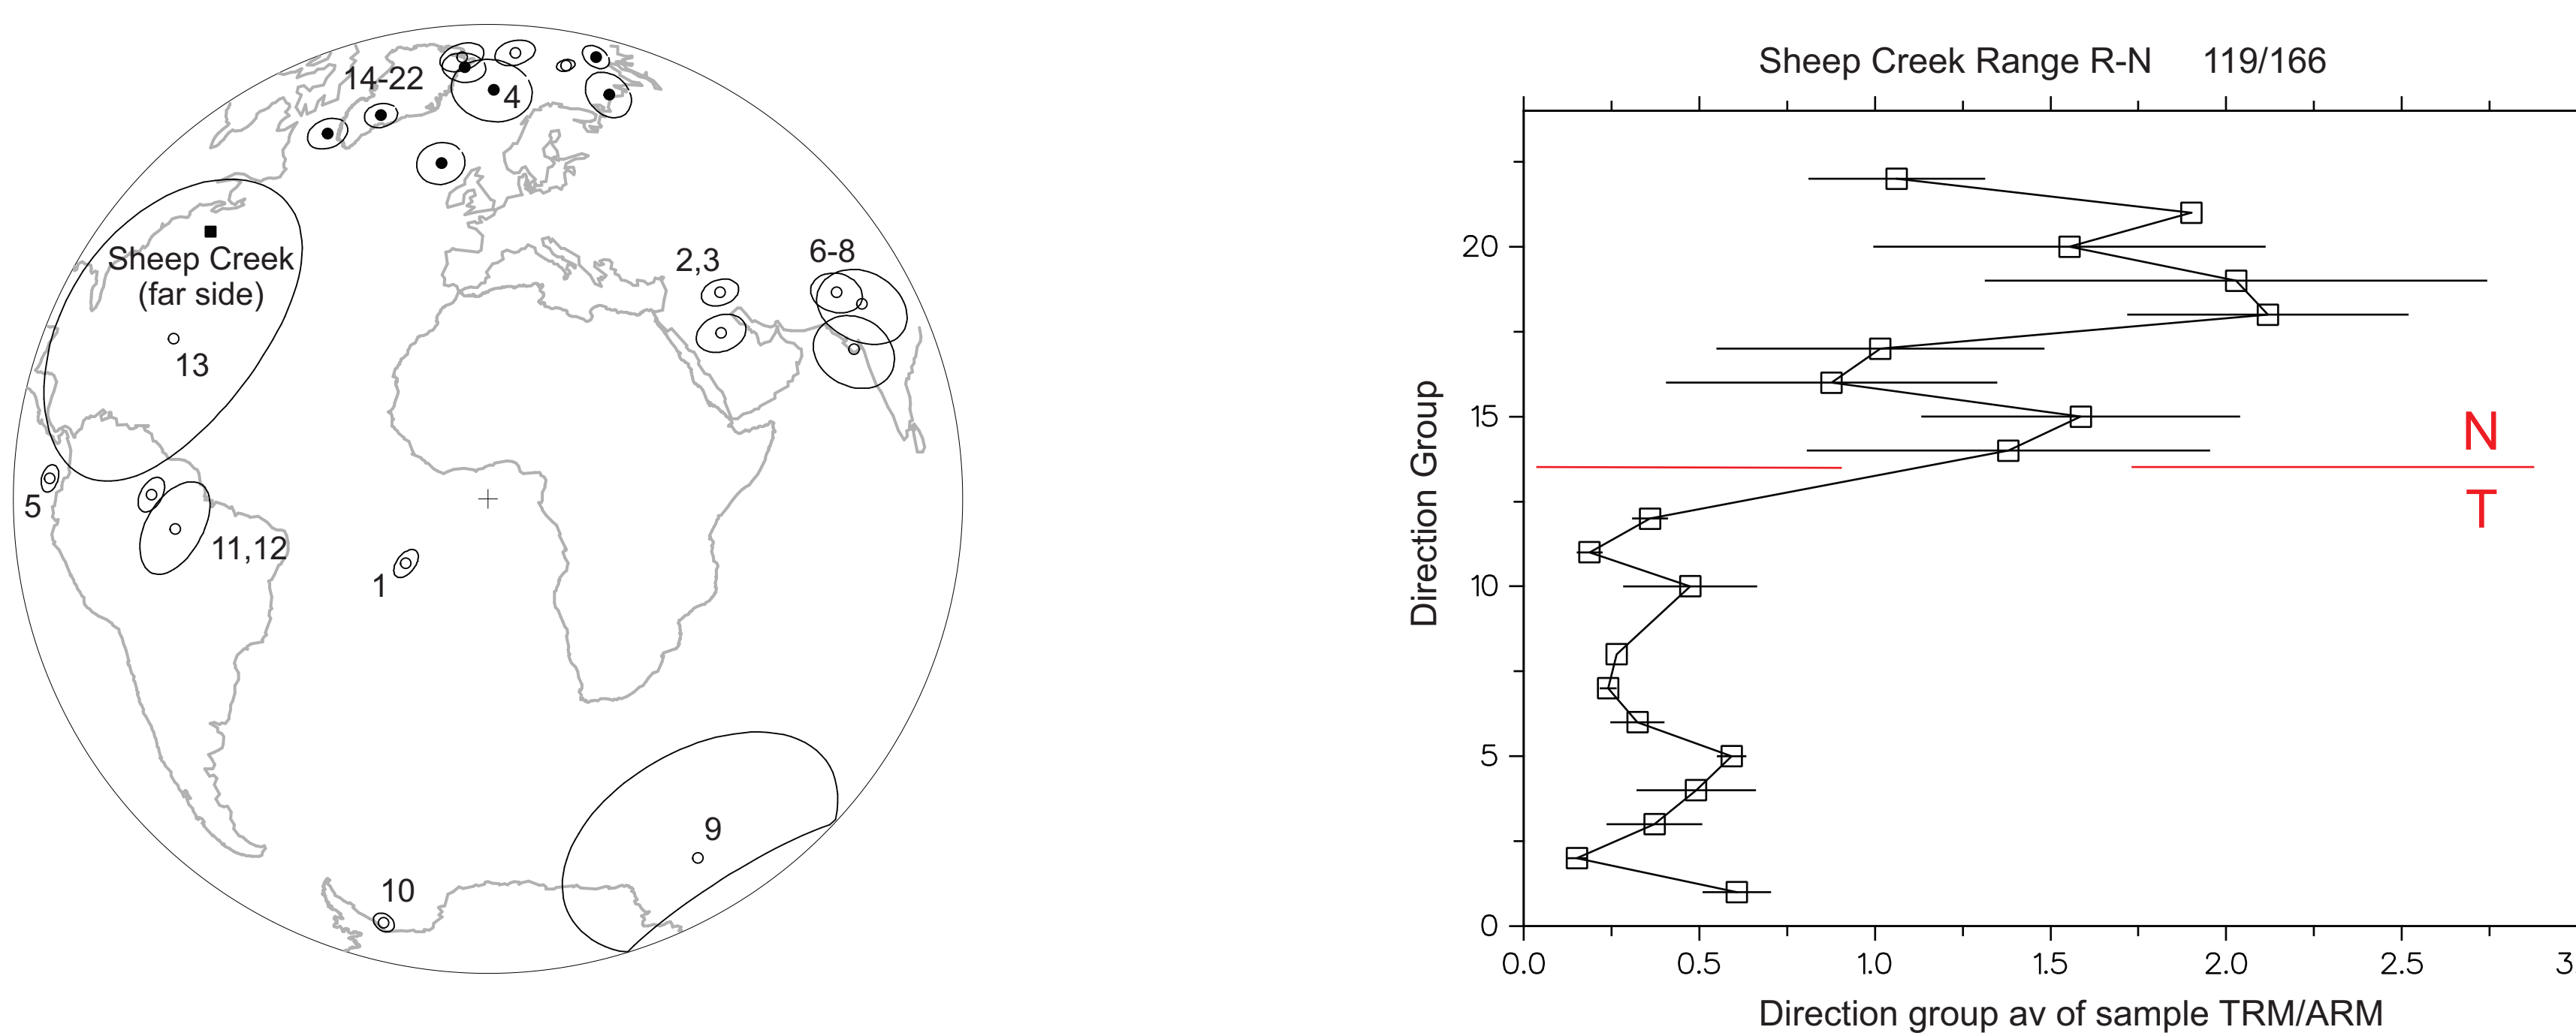 14-22
4
Sheep Creek
(far side)
13
2,3
6-8
5
11,12
1
9
10
Sheep Creek Range R-N 119/166
Direction Group
20
15
10
5
0
N
T
0.0 0.5 1.0 1.5 2.0 2.5 3
Direction group av of sample TRM/ARM